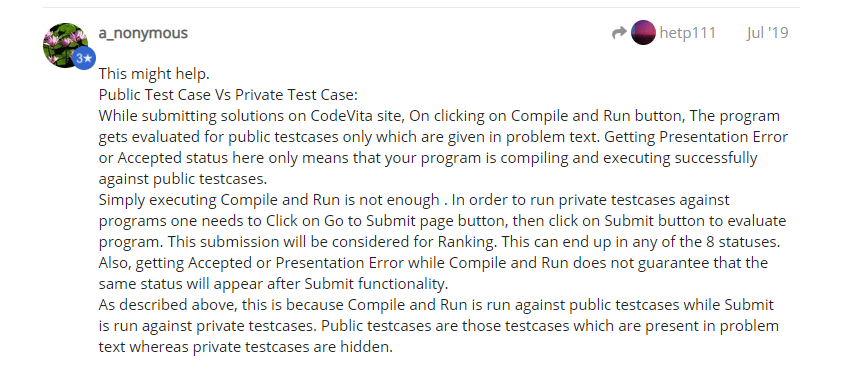 a_nonymous
hetp111
Jul '19
3★
This might help.
Public Test Case Vs Private Test Case:
While submitting solutions on CodeVita site, On clicking on Compile and Run button, The program
gets evaluated for public testcases only which are given in problem text. Getting Presentation Error
or Accepted status here only means that your program is compiling and executing successfully
against public testcases.
Simply executing Compile and Run is not enough . In order to run private testcases against
programs one needs to Click on Go to Submit page button, then click on Submit button to evaluate
program. This submission will be considered for Ranking. This can end up in any of the 8 statuses.
Also, getting Accepted or Presentation Error while Compile and Run does not guarantee that the
same status will appear after Submit functionality.
As described above, this is because Compile and Run is run against public testcases while Submit
is run against private testcases. Public testcases are those testcases which are present in problem
text whereas private testcases are hidden.